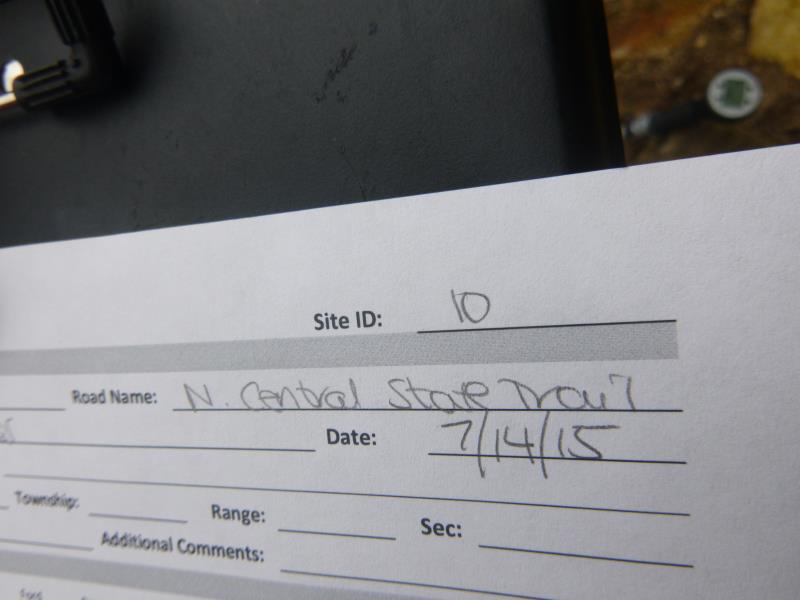 Site ID: 10
Road Name: N. Central State Trail
Date: 7/14/15
Township: Range: Sec:
Additional Comments: